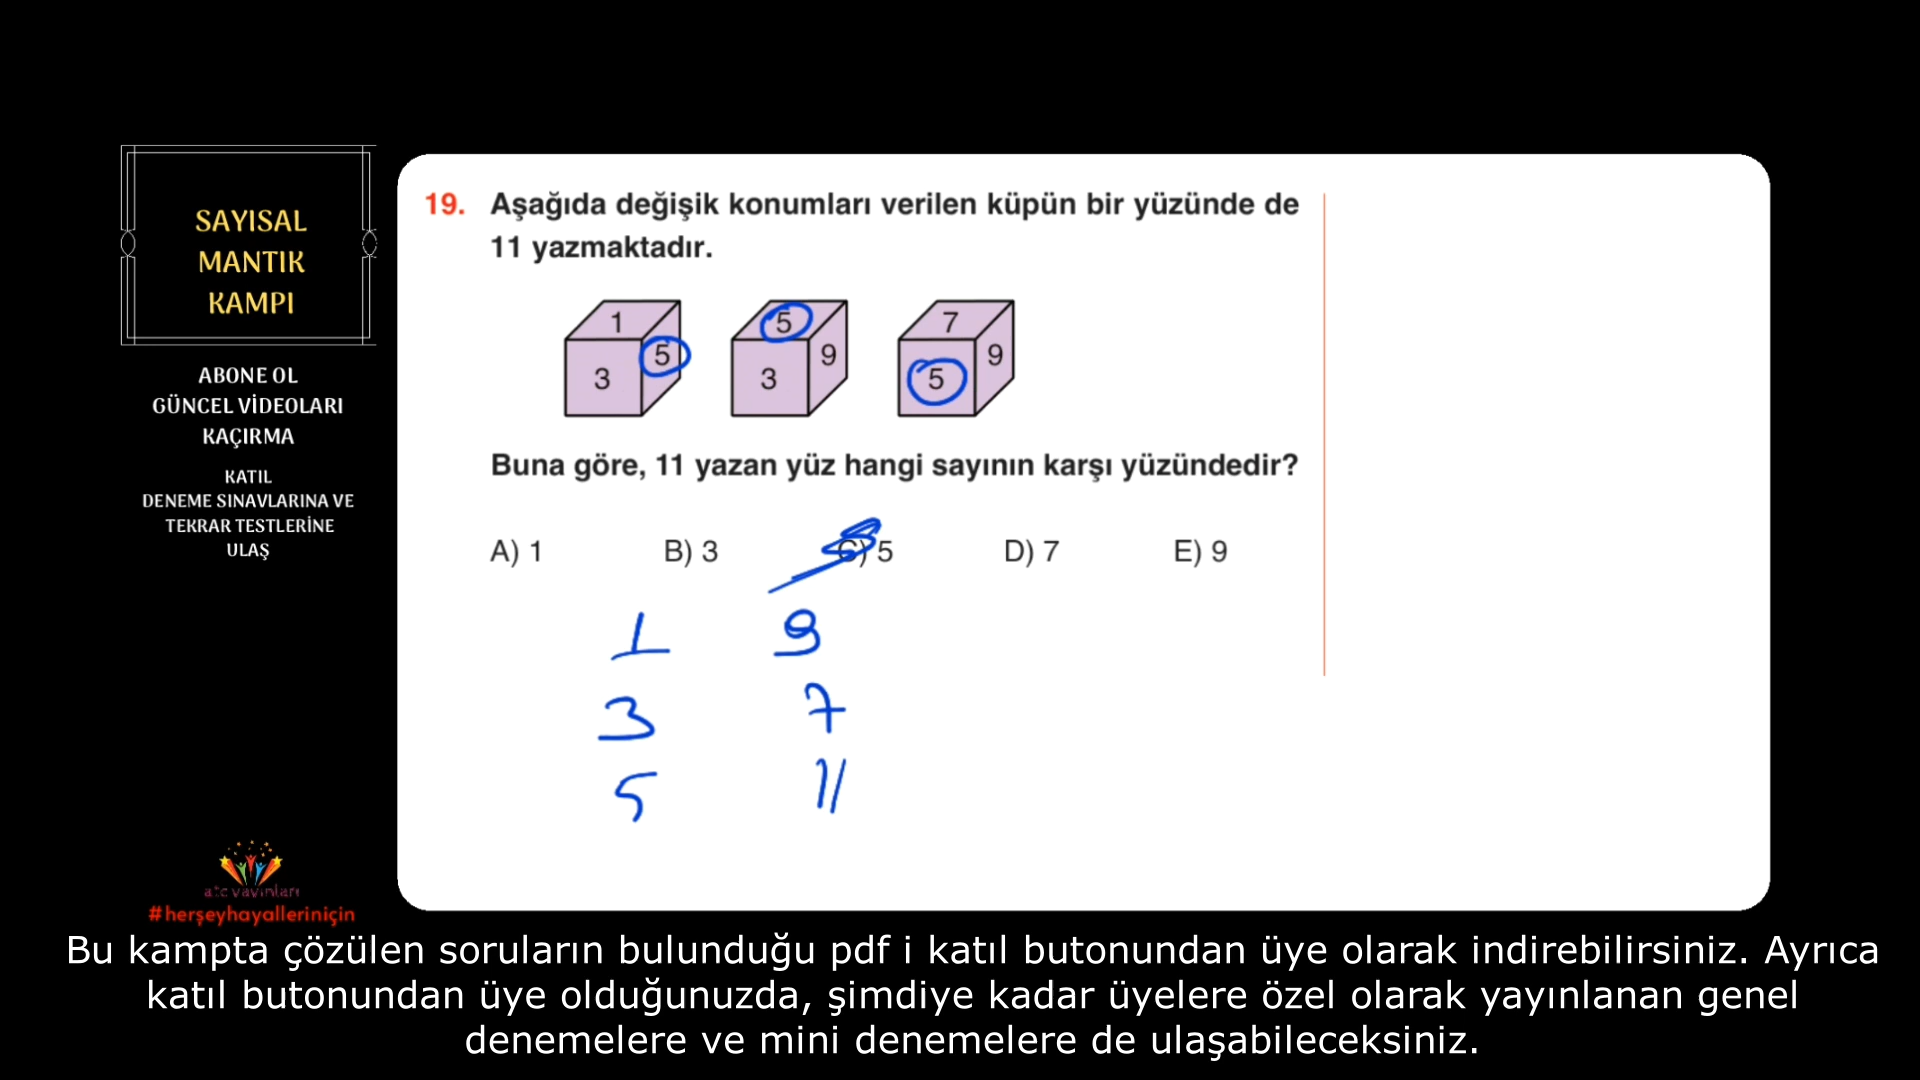 SAYISAL
MANTIK
KAMPI
ABONE OL
GÜNCEL VİDEOLARI
KAÇIRMA
KATIL
DENEME SINAVLARINA VE
TEKRAR TESTLERİNE
ULAŞ
atc yayınları
#herşeyhayalleriniçin
19. Aşağıda değişik konumları verilen küpün bir yüzünde de
11 yazmaktadır.
1 5 7
5 9 9
3 3 5
Buna göre, 11 yazan yüz hangi sayının karşı yüzündedir?
A) 1 B) 3 C) 5 D) 7 E) 9
1 9
3 7
5 11
Bu kampta çözülen soruların bulunduğu pdf i katıl butonundan üye olarak indirebilirsiniz. Ayrıca
katıl butonundan üye olduğunuzda, şimdiye kadar üyelere özel olarak yayınlanan genel
denemelere ve mini denemelere de ulaşabileceksiniz.